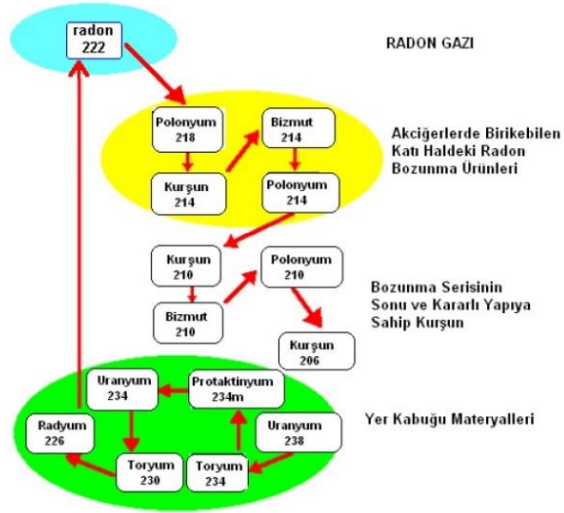 radon
222
RADON GAZI
Polonyum
218
Bizmut
214
Kurşun
214
Polonyum
214
Akciğerlerde Birikebilen
Katı Haldeki Radon
Bozunma Ürünleri
Kurşun
210
Polonyum
210
Bizmut
210
Kurşun
206
Bozunma Serisinin
Sonu ve Kararlı Yapıya
Sahip Kurşun
Uranyum
234
Protaktinyum
234m
Radyum
226
Uranyum
238
Toryum
230
Toryum
234
Yer Kabuğu Materyalleri